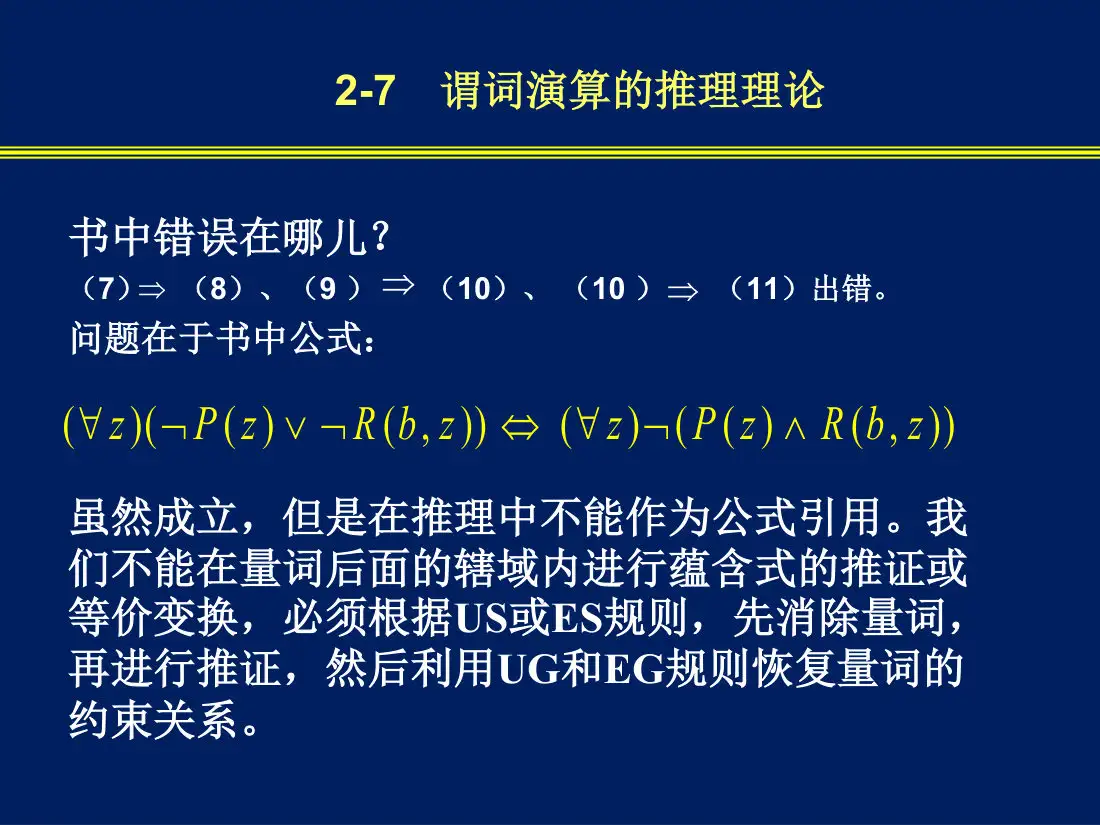 2-7 谓词演算的推理理论
书中错误在哪儿？
（7）⇒ （8）、（9 ） ⇒ （10）、 （10 ）⇒ （11）出错。
问题在于书中公式：
(∀z)(¬P(z)∨¬R(b,z))⇔ (∀z)¬(P(z)∧R(b,z))
虽然成立，但是在推理中不能作为公式引用。我
们不能在量词后面的辖域内进行蕴含式的推证或
等价变换，必须根据US或ES规则，先消除量词，
再进行推证，然后利用UG和EG规则恢复量词的
约束关系。